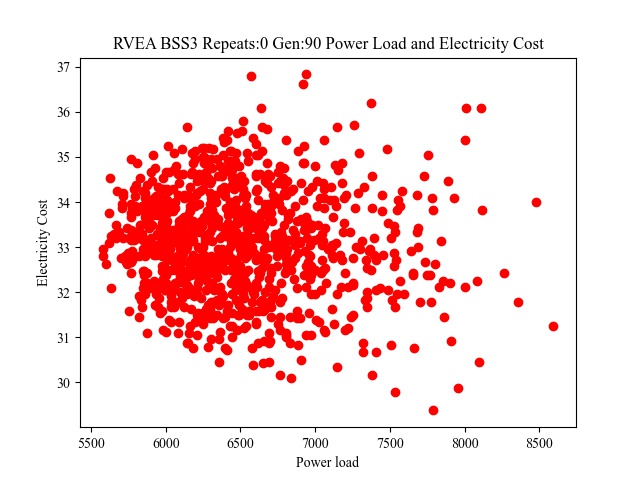 RVEA BSS3 Repeats:0 Gen:90 Power Load and Electricity Cost
37
36
35
34
33
32
31
30
Electricity Cost
5500 6000 6500 7000 7500 8000 8500
Power load